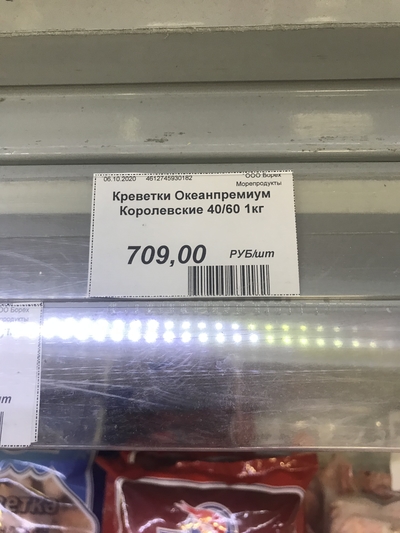 06.10.2020 4612745930182 ООО Борех
Морепродукты
Креветки Океанпремиум
Королевские 40/60 1кг
709,00 РУБ/шт